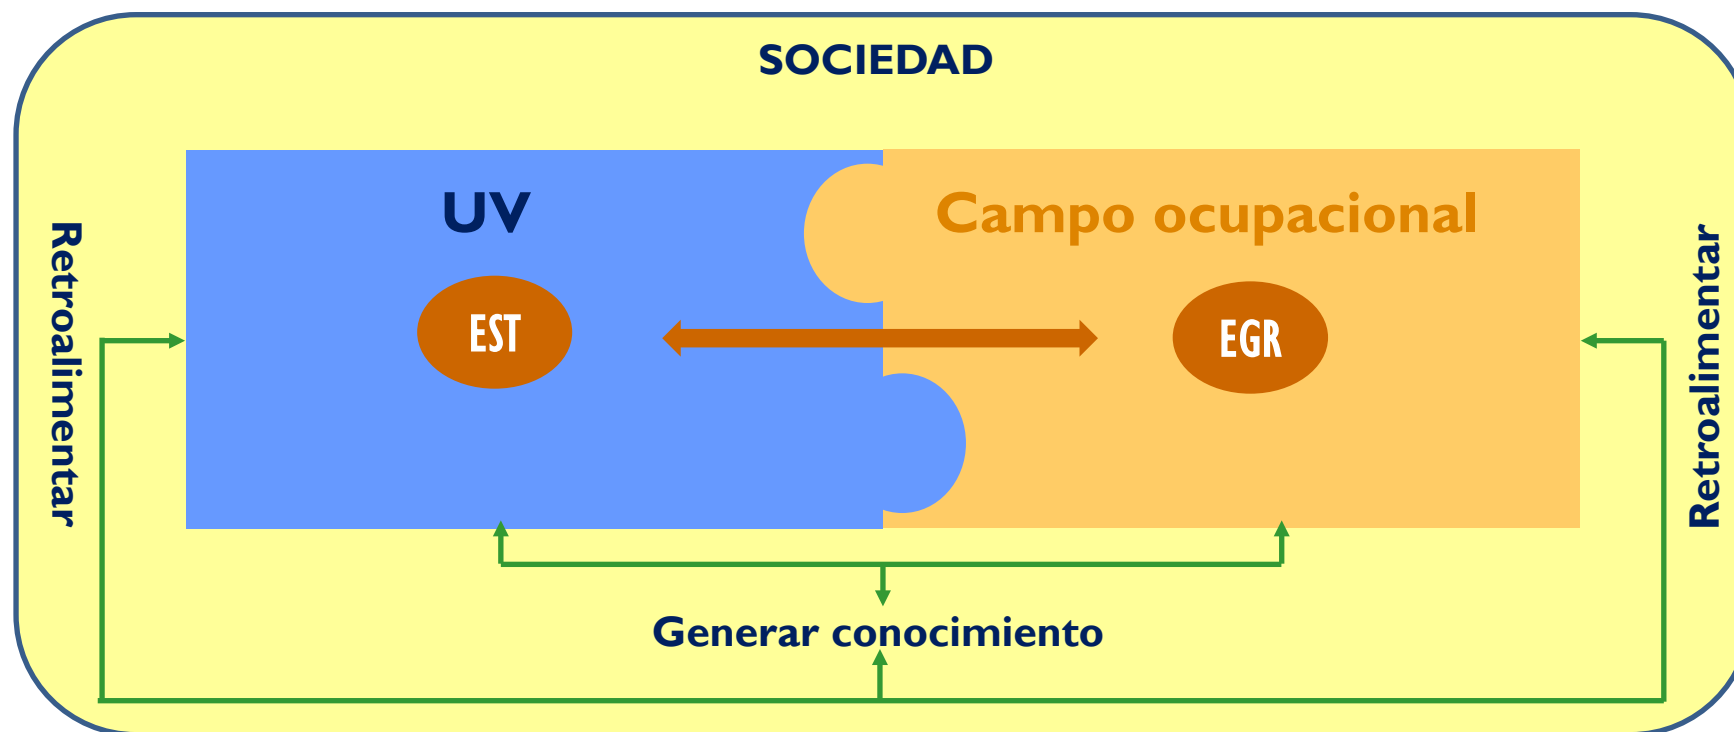 SOCIEDAD
UV
Campo ocupacional
EST
EGR
Retroalimentar
Retroalimentar
Generar conocimiento